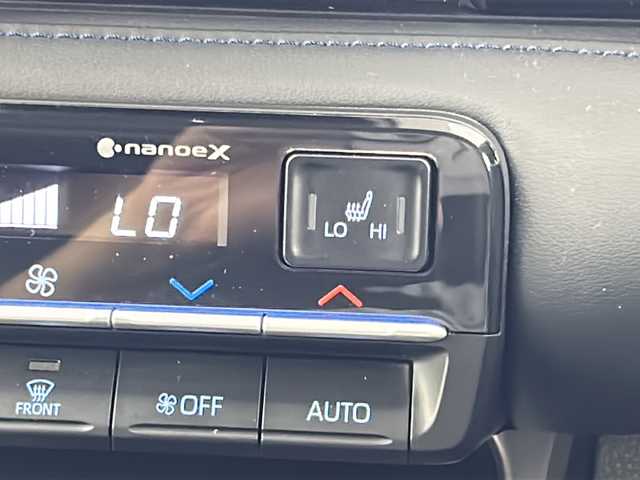 nanoeX
LO
LO HI
FRONT
OFF
AUTO